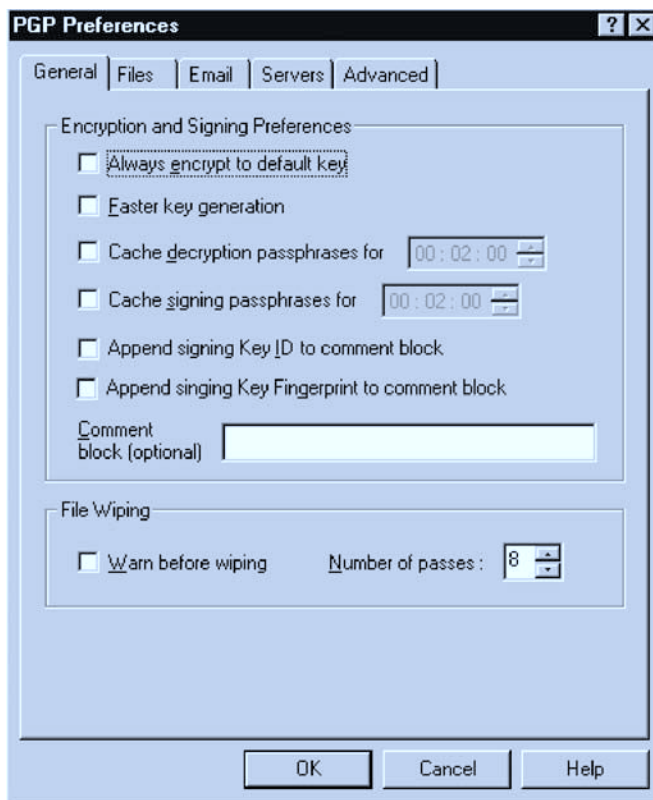 PGP Preferences
General Files Email Servers Advanced
Encryption and Signing Preferences
Always encrypt to default key
Faster key generation
Cache decryption passphrases for 00 : 02 : 00
Cache signing passphrases for 00 : 02 : 00
Append signing Key ID to comment block
Append singing Key Fingerprint to comment block
Comment
block (optional)
File Wiping
Warn before wiping Number of passes : 8
OK Cancel Help